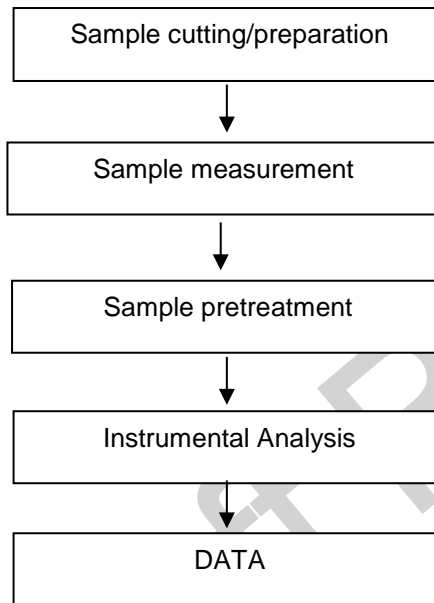 Sample cutting/preparation
Sample measurement
Sample pretreatment
Instrumental Analysis
DATA